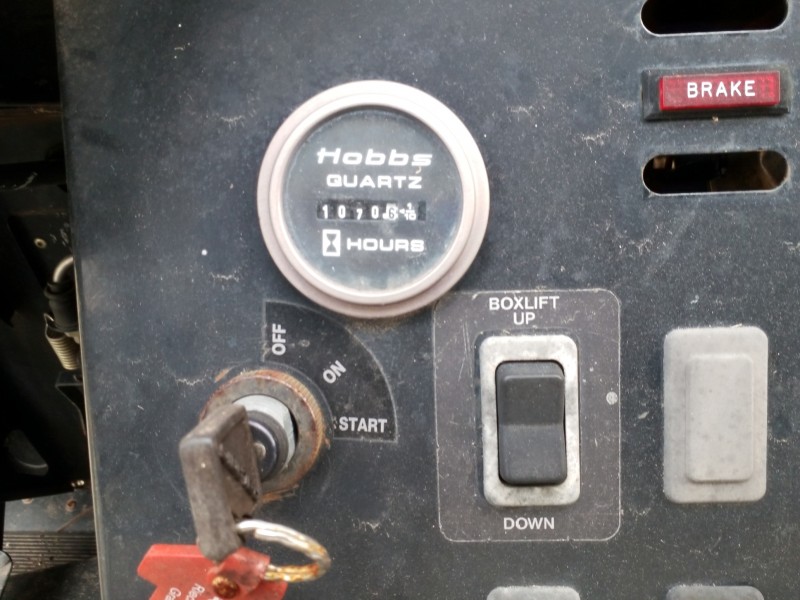 BRAKE
Hobbs
QUARTZ
HOURS
BOXLIFT
UP
OFF
ON
START
DOWN